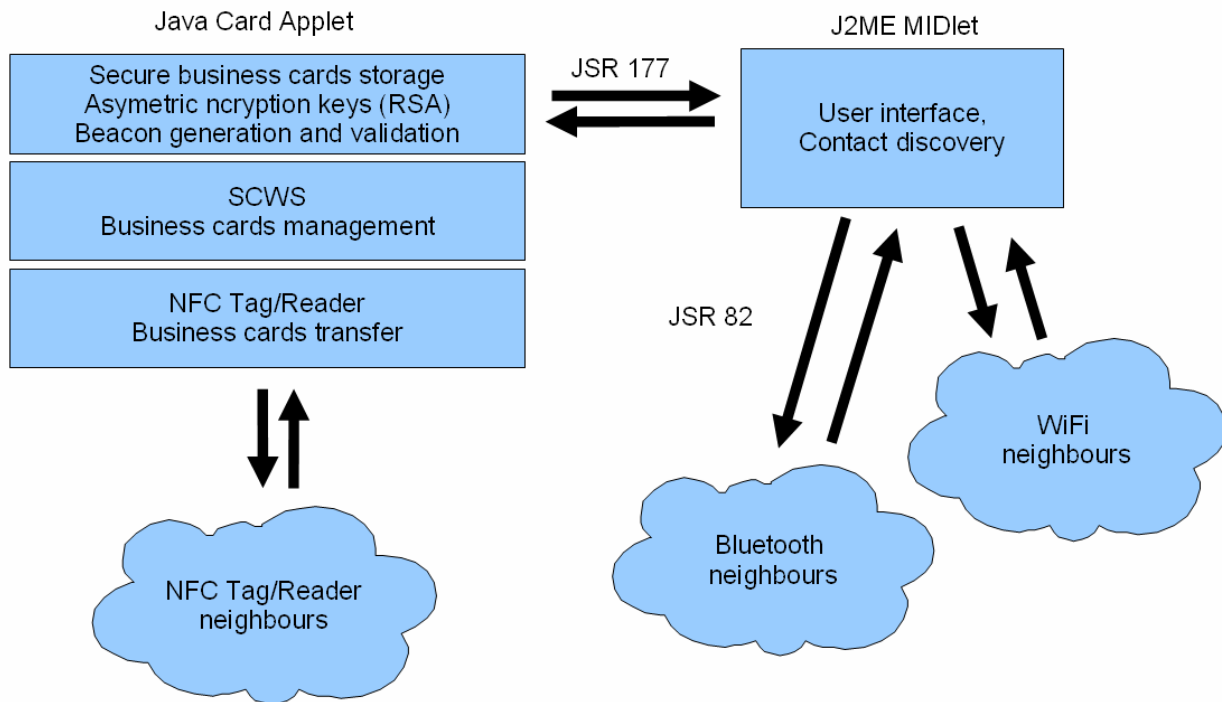 Java Card Applet
Secure business cards storage
Asymetric ncryption keys (RSA)
Beacon generation and validation
SCWS
Business cards management
NFC Tag/Reader
Business cards transfer
NFC Tag/Reader
neighbours
JSR 177
J2ME MIDlet
User interface,
Contact discovery
JSR 82
Bluetooth
neighbours
WiFi
neighbours